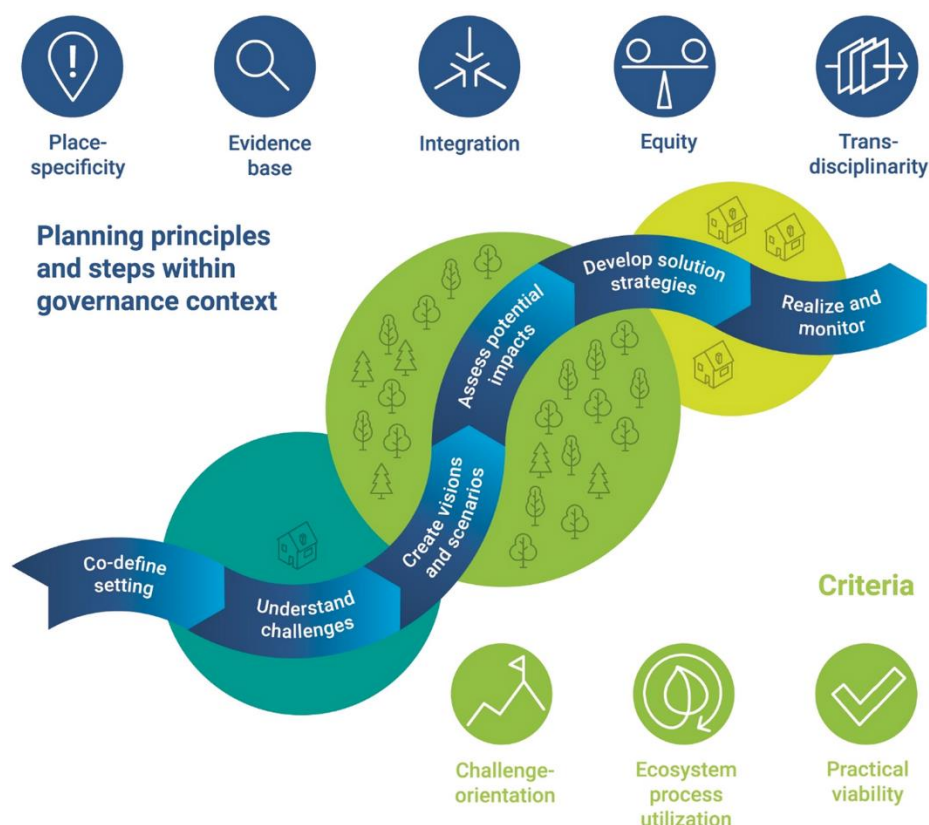 Place-
specificity
Evidence
base
Integration
Equity
Trans-
disciplinarity
Planning principles
and steps within
governance context
Co-define
setting
Understand
challenges
Create visions
and scenarios
Assess potential
impacts
Develop solution
strategies
Realize and
monitor
Criteria
Challenge-
orientation
Ecosystem
process
utilization
Practical
viability